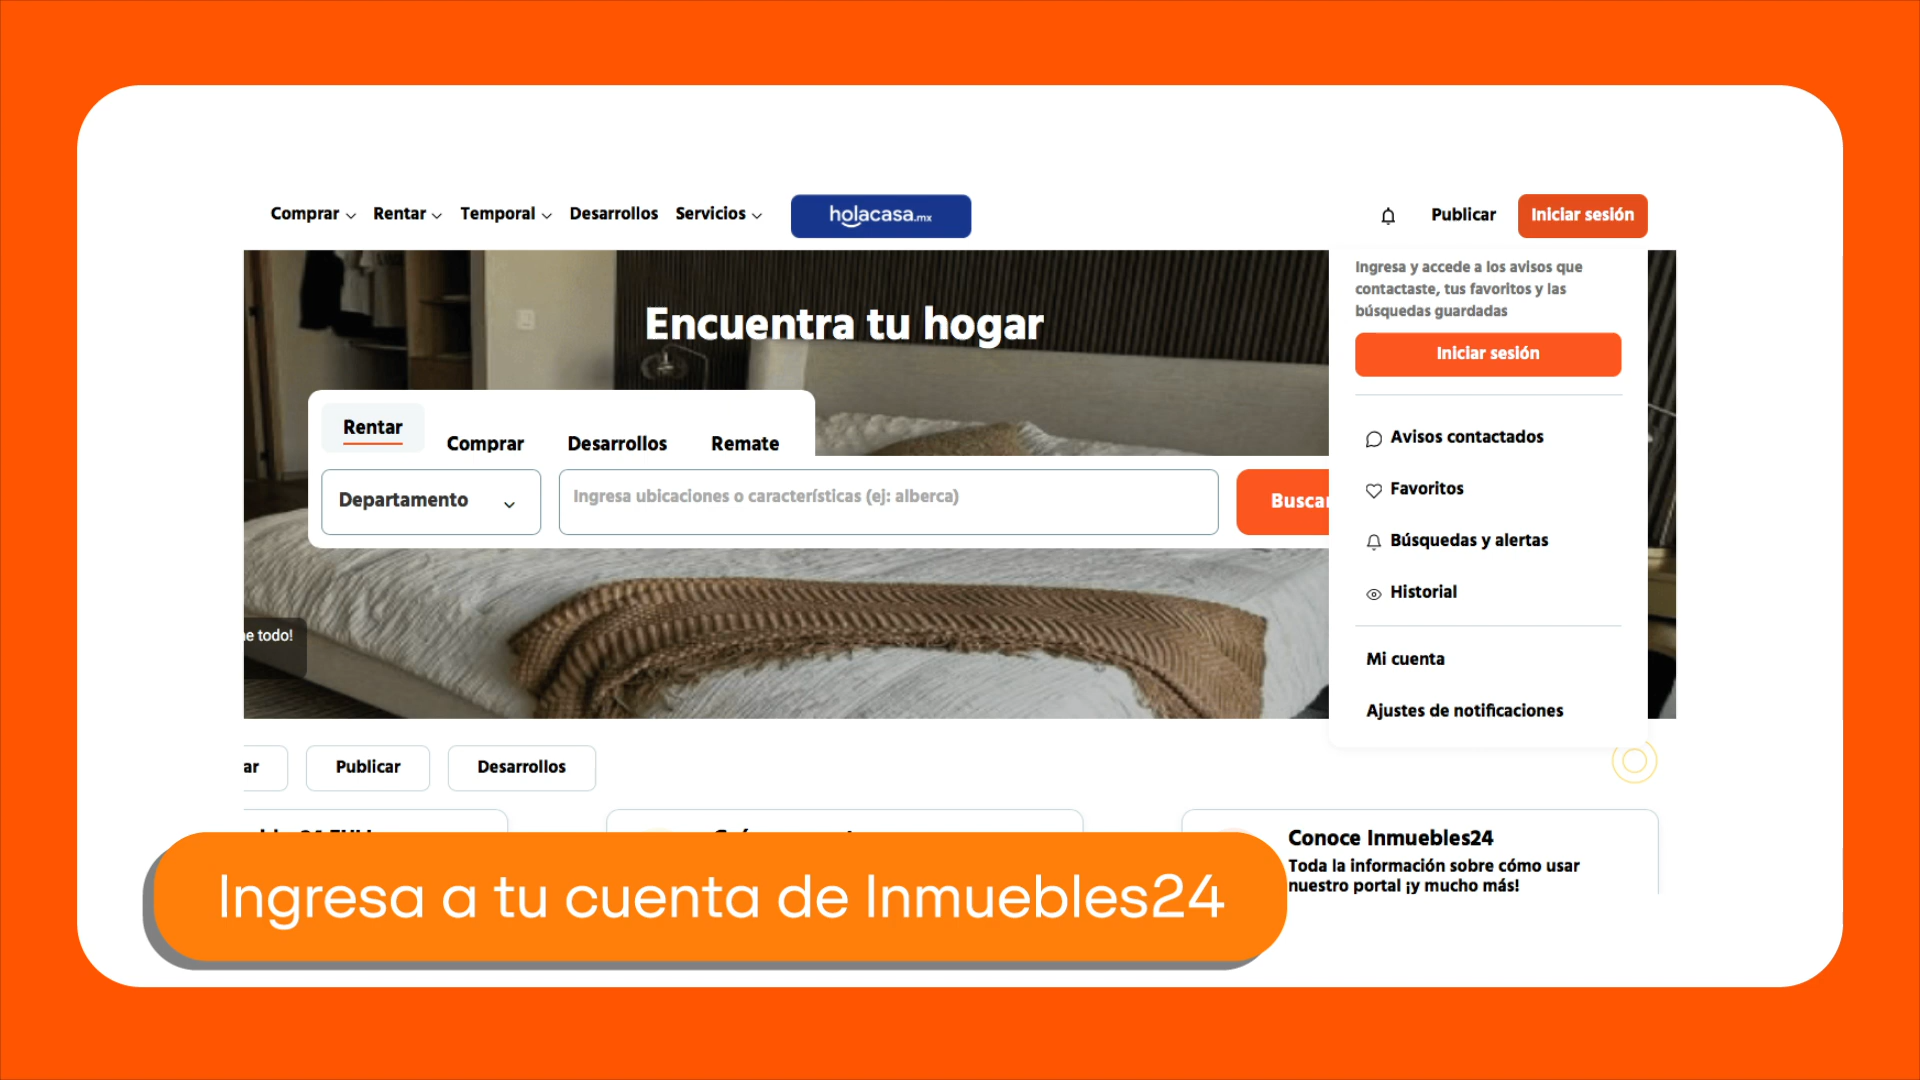 Comprar Rentar Temporal Desarrollos Servicios holacasa.mx Publicar Iniciar sesión
Ingresa y accede a los avisos que
contactaste, tus favoritos y las
búsquedas guardadas
Iniciar sesión
Encuentra tu hogar
Rentar Comprar Desarrollos Remate
Departamento Ingresa ubicaciones o características (ej: alberca) Buscar
Avisos contactados
Favoritos
Búsquedas y alertas
Historial
Mi cuenta
Ajustes de notificaciones
todo!
Publicar Desarrollos
Conoce Inmuebles24
Toda la información sobre cómo usar
nuestro portal ¡y mucho más!
Ingresa a tu cuenta de Inmuebles24